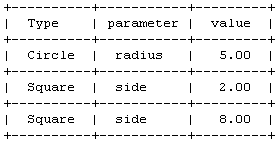 +----------+-----------+---------+
|  Type    | parameter |  value  |
+----------+-----------+---------+
|  Circle  |  radius   |   5.00  |
+----------+-----------+---------+
|  Square  |  side     |   2.00  |
+----------+-----------+---------+
|  Square  |  side     |   8.00  |
+----------+-----------+---------+